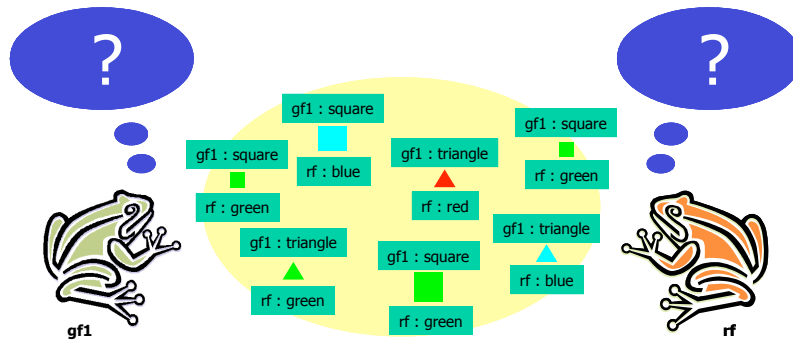 ?
?
gf1 : square
rf : blue
gf1 : square
rf : green
gf1 : triangle
rf : red
gf1 : square
rf : green
gf1 : triangle
rf : green
gf1 : square
rf : green
gf1 : triangle
rf : blue
gf1
rf